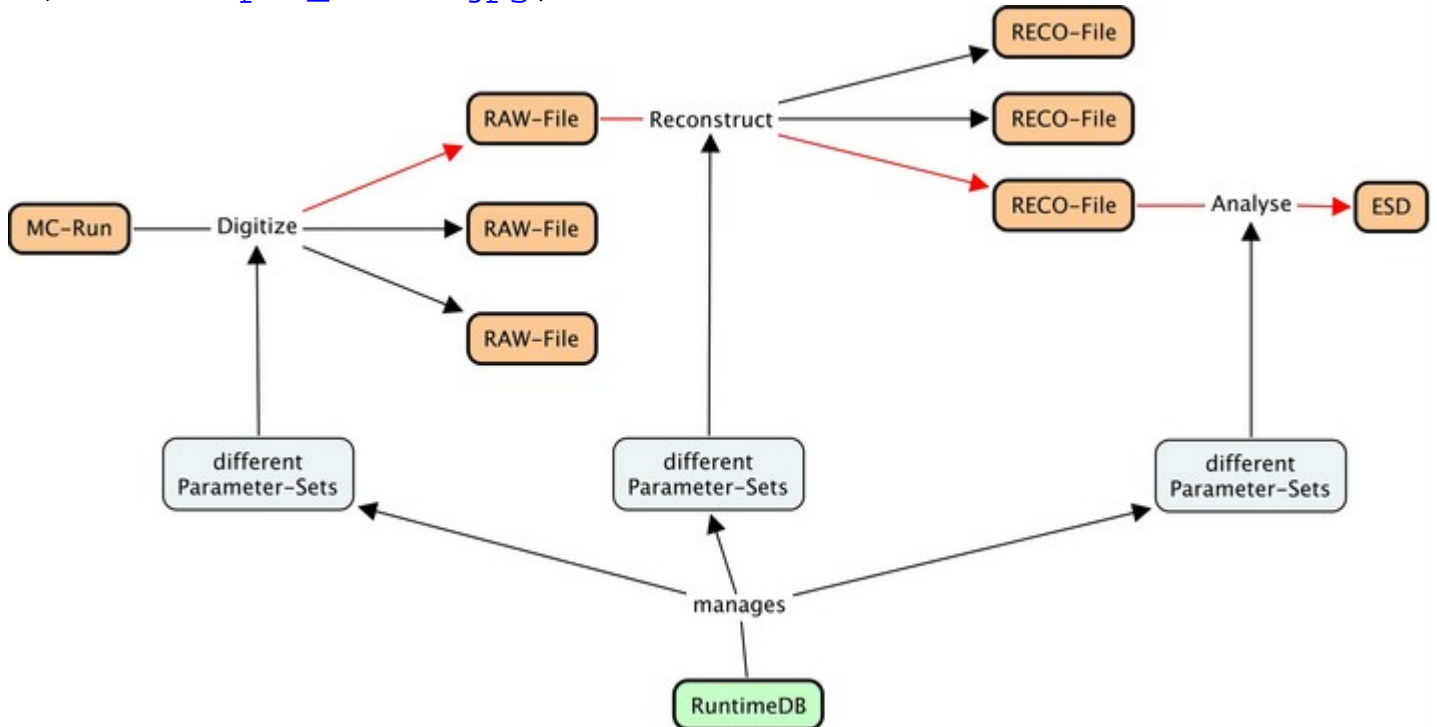 RECO-File
RAW-File
Reconstruct
RECO-File
RECO-File
Analyse
ESD
MC-Run
Digitize
RAW-File
RAW-File
different
Parameter-Sets
different
Parameter-Sets
different
Parameter-Sets
manages
RuntimeDB